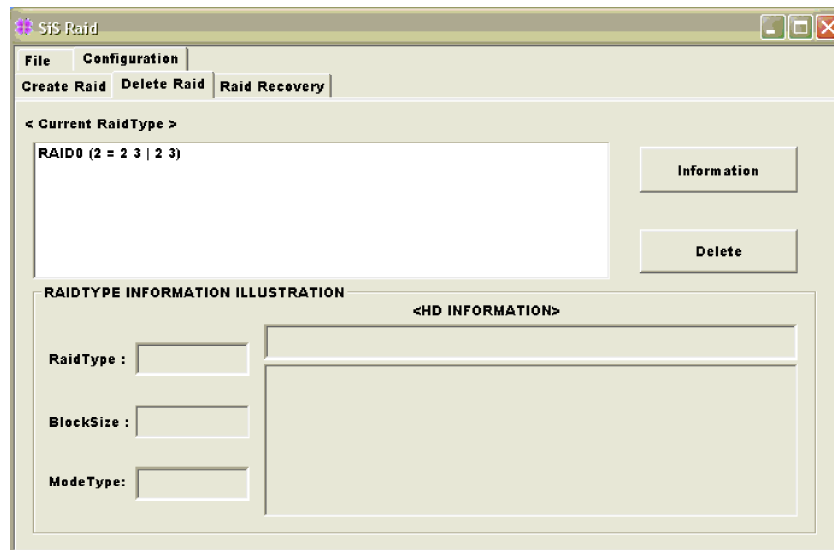 SiS Raid
File Configuration
Create Raid Delete Raid Raid Recovery
< Current RaidType >
RAID0 (2 = 2 3 | 2 3)
Information
Delete
RAIDTYPE INFORMATION ILLUSTRATION
<HD INFORMATION>
RaidType :
BlockSize :
ModeType: